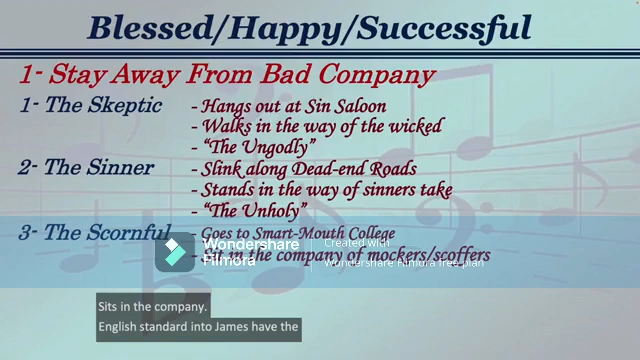 Blessed/Happy/Successful
1- Stay Away From Bad Company
1- The Skeptic - Hangs out at Sin Saloon
- Walks in the way of the wicked
- "The Ungodly"
2- The Sinner - Slink along Dead-end Roads
- Stands in the way of sinners take
- "The Unholy"
3- The Scornful - Goes to Smart-Mouth College
- Sit in the company of mockers/scoffers
Wondershare
Filmora
Created with
Wondershare Filmora free plan
Sits in the company.
English standard into James have the